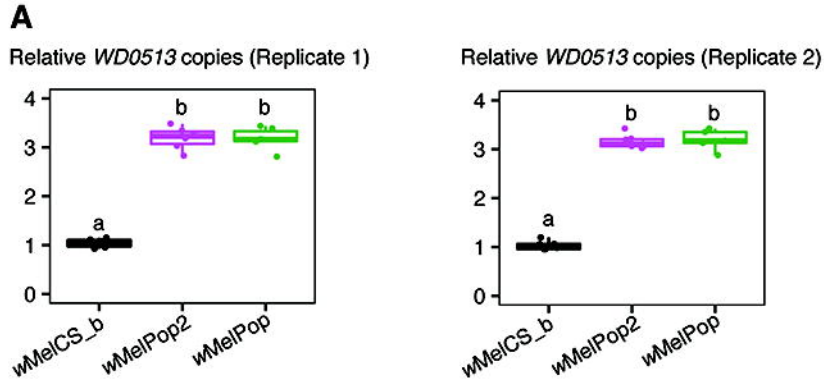 A
Relative WD0513 copies (Replicate 1)
4
3
2
1
0
b
b
a
wMelCS_b
wMelPop2
wMelPop
Relative WD0513 copies (Replicate 2)
4
3
2
1
0
b
b
a
wMelCS_b
wMelPop2
wMelPop